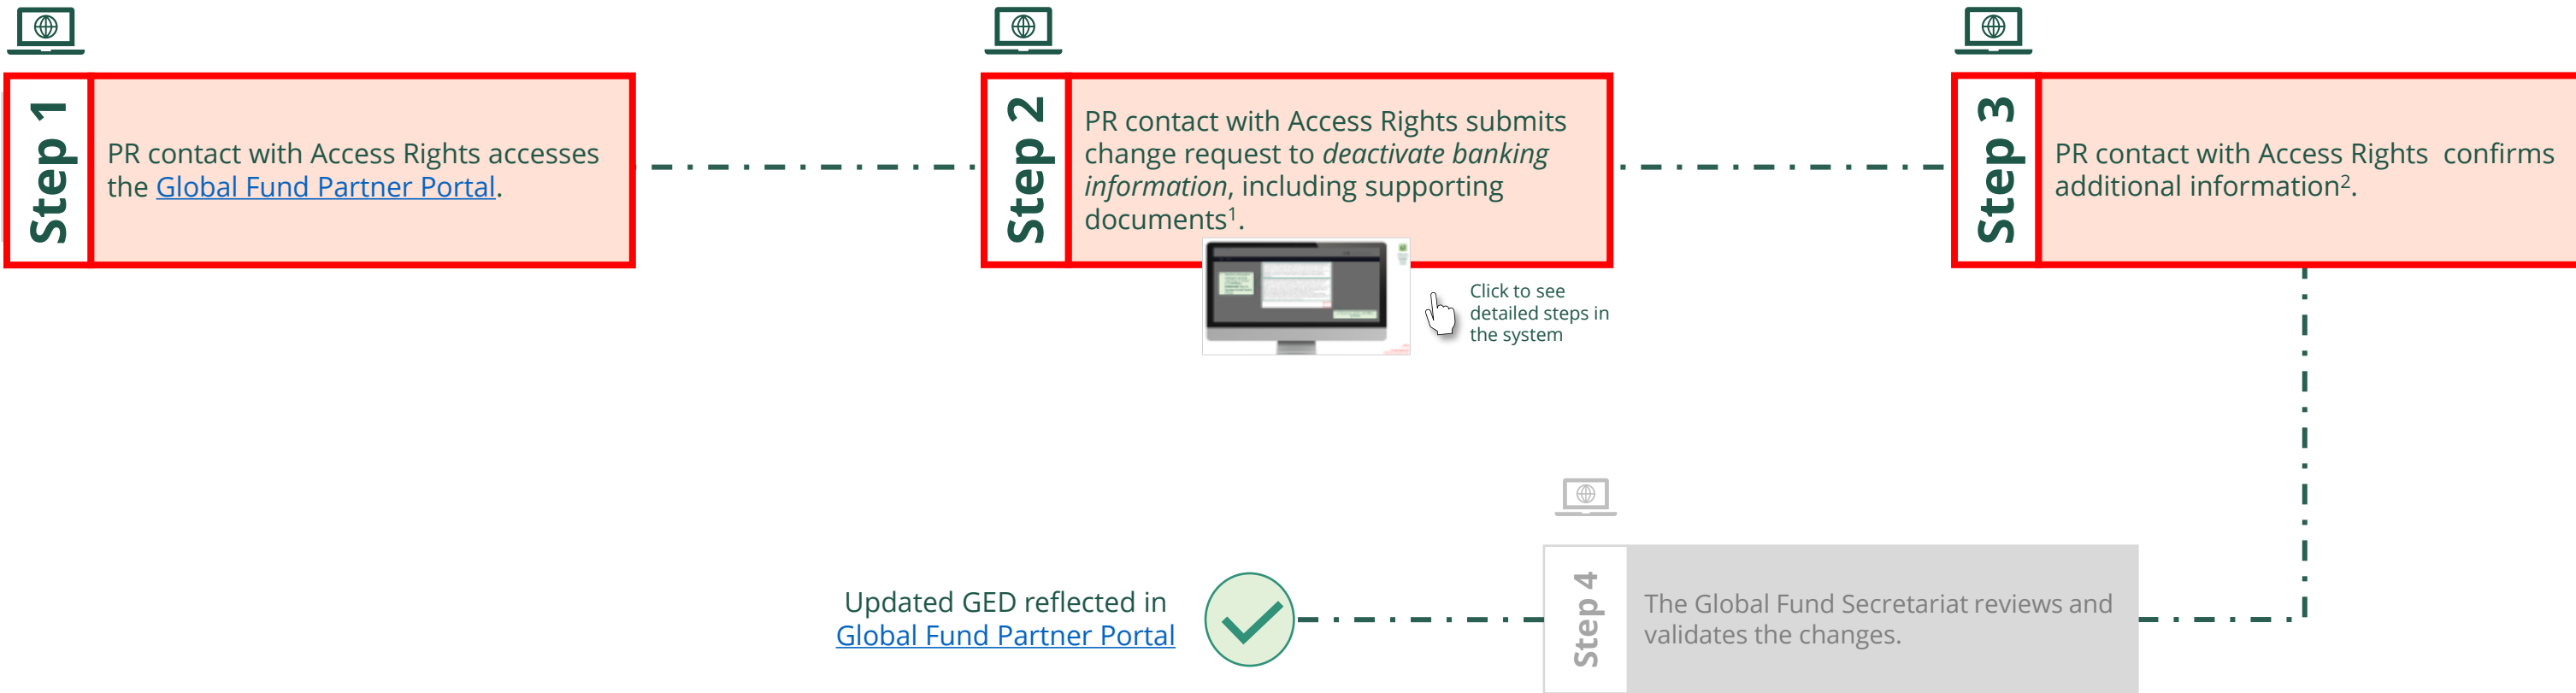 Step 1
PR contact with Access Rights accesses
the Global Fund Partner Portal.
Step 2
PR contact with Access Rights submits
change request to deactivate banking
information, including supporting
documents¹.
Click to see
detailed steps in
the system
Step 3
PR contact with Access Rights  confirms
additional information².
Step 4
The Global Fund Secretariat reviews and
validates the changes.
Updated GED reflected in
Global Fund Partner Portal